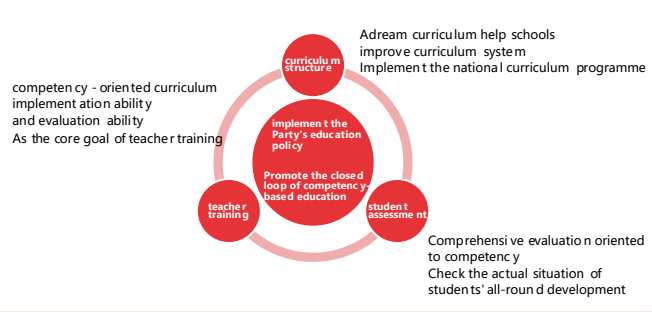 Adream curriculum help schools
improve curriculum system
Implement the national curriculum programme
curriculum
structure
competency - oriented curriculum
implementation ability
and evaluation ability
As the core goal of teacher training
implement the
Party's education
policy
Promote the closed
loop of competency-
based education
teacher
training
student
assessment
Comprehensive evaluation oriented
to competency
Check the actual situation of
students' all-round development